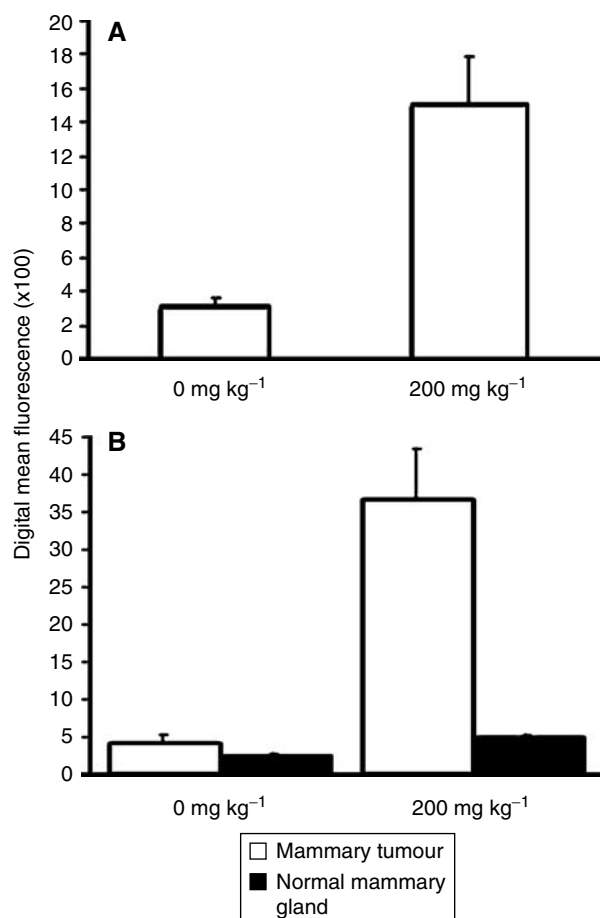 Digital mean fluorescence (x100)
A
20
18
16
14
12
10
8
6
4
2
0
0 mg kg⁻¹ 200 mg kg⁻¹
B
45
40
35
30
25
20
15
10
5
0
0 mg kg⁻¹ 200 mg kg⁻¹
Mammary tumour
Normal mammary
gland